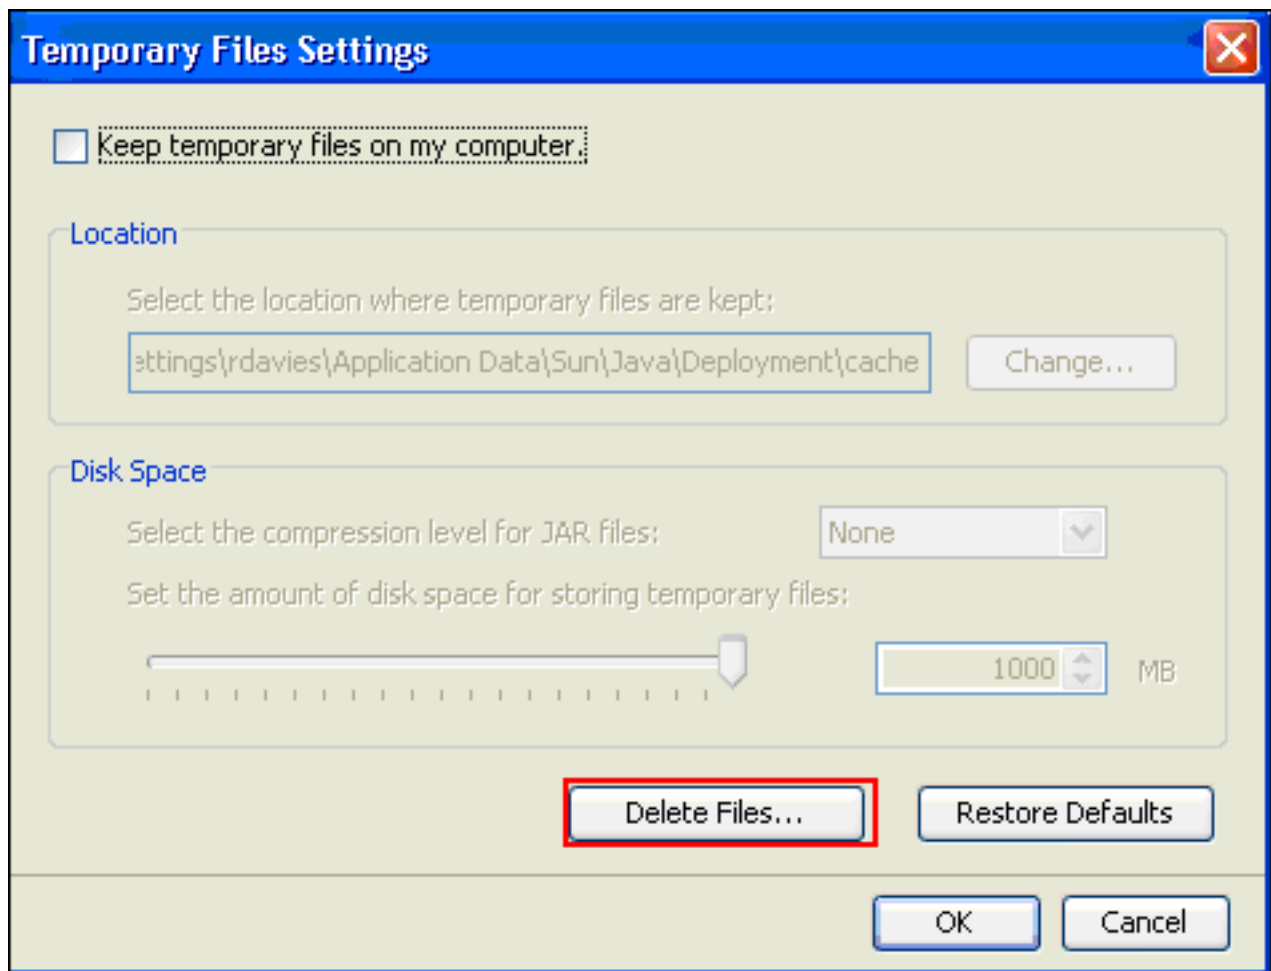 Temporary Files Settings
Keep temporary files on my computer.
Location
Select the location where temporary files are kept:
ettings\rdavies\Application Data\Sun\Java\Deployment\cache
Change...
Disk Space
Select the compression level for JAR files:
None
Set the amount of disk space for storing temporary files:
1000
MB
Delete Files...
Restore Defaults
OK
Cancel